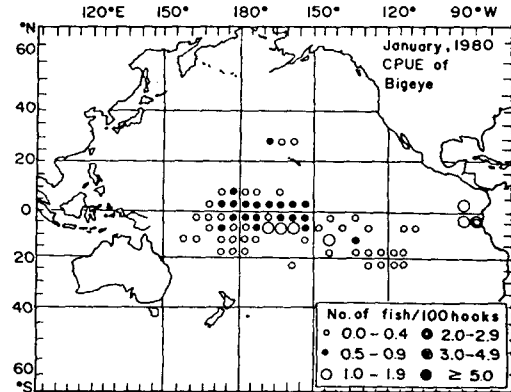 120°E 150° 180° 150° 120° 90°W
°N
60
40
20
0
20
40
60
°S
January, 1980
CPUE of
Bigeye
No. of fish/100 hooks
0.0-0.4 2.0-2.9
0.5-0.9 3.0-4.9
1.0-1.9 ≥ 5.0